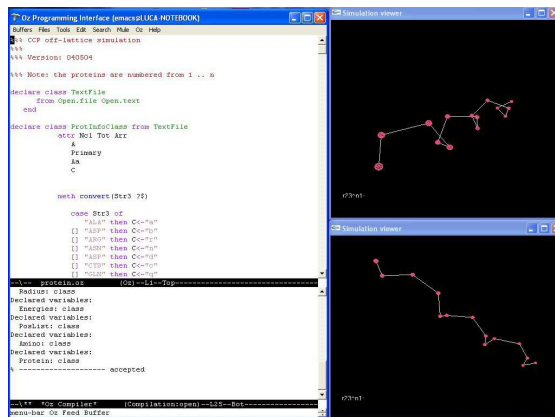 Oz Programming Interface (emacs@LUCA-NOTEBOOK)
Buffers Files Tools Edit Search Mule Oz Help
%%% CCP off-lattice simulation
%%%
%%% Version: 040504
%%% Note: the proteins are numbered from 1 .. n
declare class TextFile
from Open.file Open.text
end
declare class ProtInfoClass from TextFile
attr Ncl Tot Arr
A
Primary
Aa
C
meth convert(Str3 ?$)
case Str3 of
"ALA" then C<-"a"
[] "ASP" then C<-"b"
[] "ARG" then C<-"r"
[] "ASN" then C<-"n"
[] "ASP" then C<-"d"
[] "CYS" then C<-"c"
[] "GLN" then C<-"q"
--\-- protein.oz (Oz)--L1--Top--------------------------------
Radius: class
Declared variables:
Energies: class
Declared variables:
PosList: class
Declared variables:
Amino: class
Declared variables:
Protein: class
% -------------------- accepted
--\** *Oz Compiler* (Compilation:open)--L25--Bot----------------
menu-bar Oz Feed Buffer
Simulation viewer
r23^n1-
Simulation viewer
r23^n1-